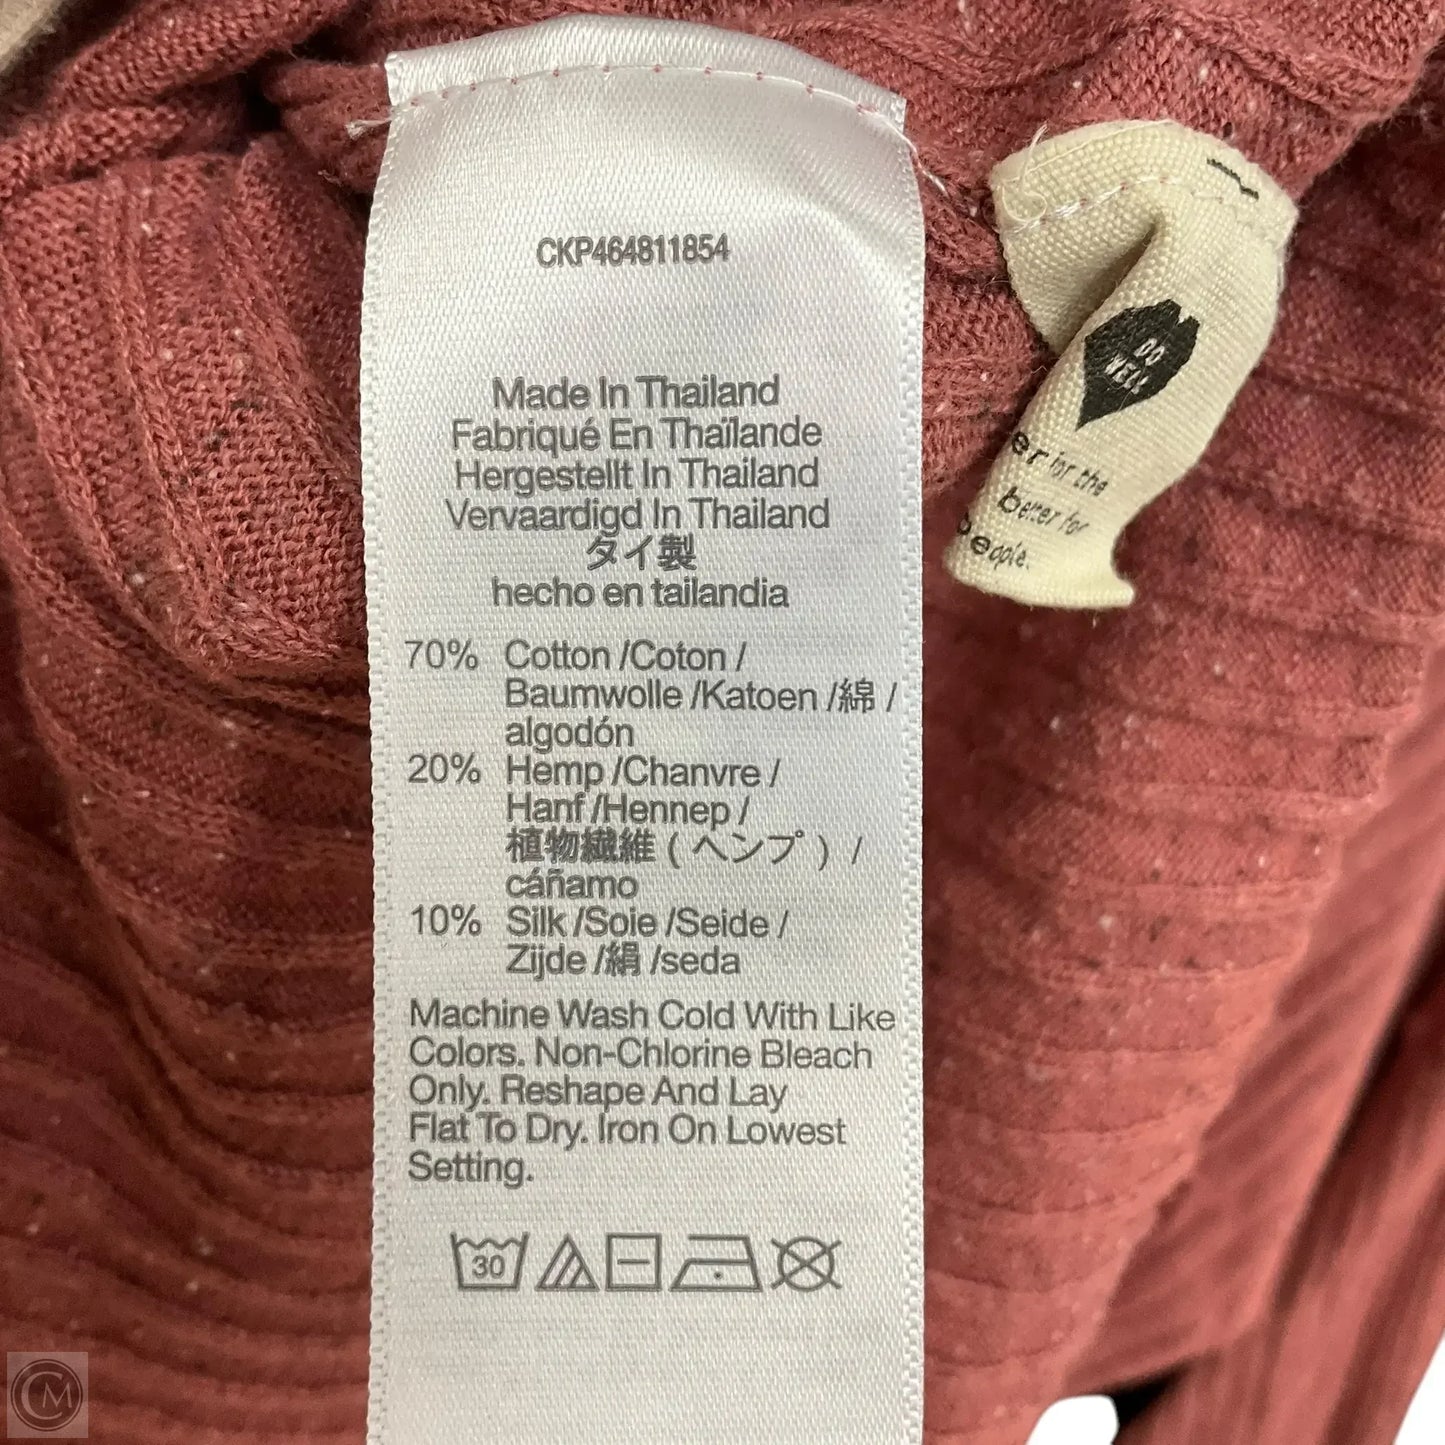 CKP464811854
Made In Thailand
Fabriqué En Thaïlande
Hergestellt In Thailand
Vervaardigd In Thailand
タイ製
hecho en tailandia
70% Cotton /Coton /
Baumwolle /Katoen /綿 /
algodón
20% Hemp /Chanvre /
Hanf /Hennep /
植物繊維 ( ヘンプ ) /
cáñamo
10% Silk /Soie /Seide /
Zijde /絹 /seda
Machine Wash Cold With Like
Colors. Non-Chlorine Bleach
Only. Reshape And Lay
Flat To Dry. Iron On Lowest
Setting.
30
DO
WELL
for the
better for
people.
CM